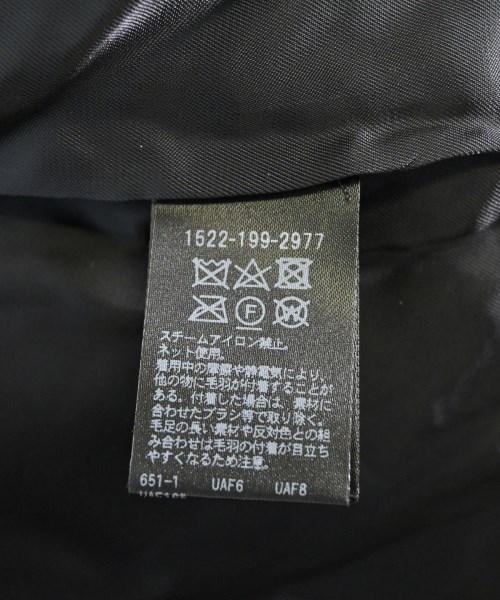 1522-199-2977
F W
スチームアイロン禁止。
ネット使用。
着用中の摩擦や静電気により、
他の物に毛羽が付着することが
ある。付着した場合は、素材に
合わせたブラシ等で取り除く。
毛足の長い素材や反対色との組
み合わせは毛羽の付着が目立ち
やすくなるため注意。
651-1 UAF6 UAF8